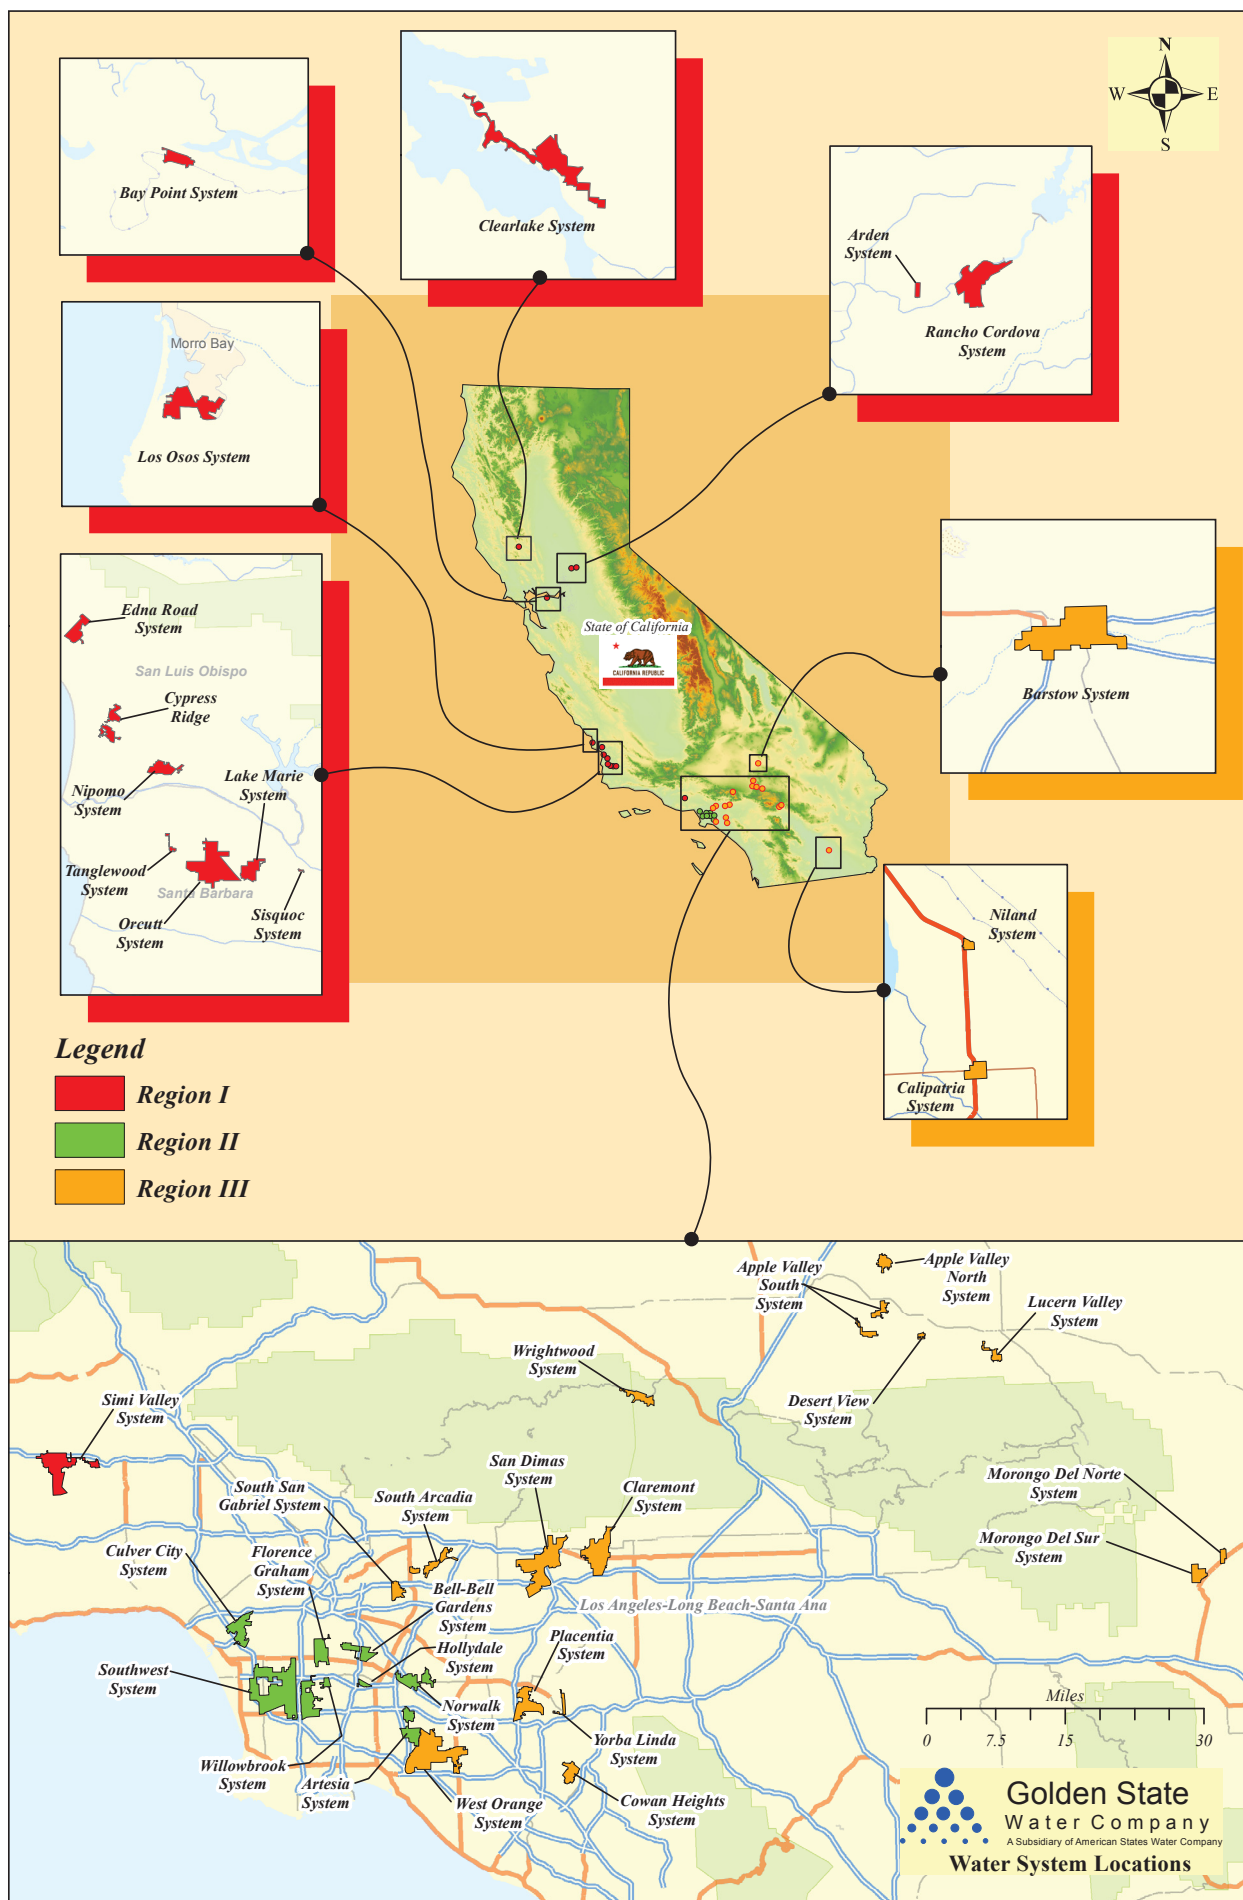 N
W
E
S
Bay Point System
Clearlake System
Arden
System
Rancho Cordova
System
Morro Bay
Los Osos System
State of California
CALIFORNIA REPUBLIC
Barstow System
Edna Road
System
San Luis Obispo
Cypress
Ridge
Nipomo
System
Lake Marie
System
Tanglewood
System
Santa Barbara
Orcutt
System
Sisquoc
System
Niland
System
Calipatria
System
Legend
Region I
Region II
Region III
Apple Valley
South
System
Apple Valley
North
System
Lucern Valley
System
Wrightwood
System
Desert View
System
Simi Valley
System
San Dimas
System
Claremont
System
South San
Gabriel System
South Arcadia
System
Morongo Del Norte
System
Morongo Del Sur
System
Culver City
System
Florence
Graham
System
Bell-Bell
Gardens
System
Los Angeles-Long Beach-Santa Ana
Hollydale
System
Placentia
System
Southwest
System
Norwalk
System
Yorba Linda
System
Willowbrook
System
Artesia
System
West Orange
System
Cowan Heights
System
Miles
0 7.5 15 30
Golden State
Water Company
A Subsidiary of American States Water Company
Water System Locations